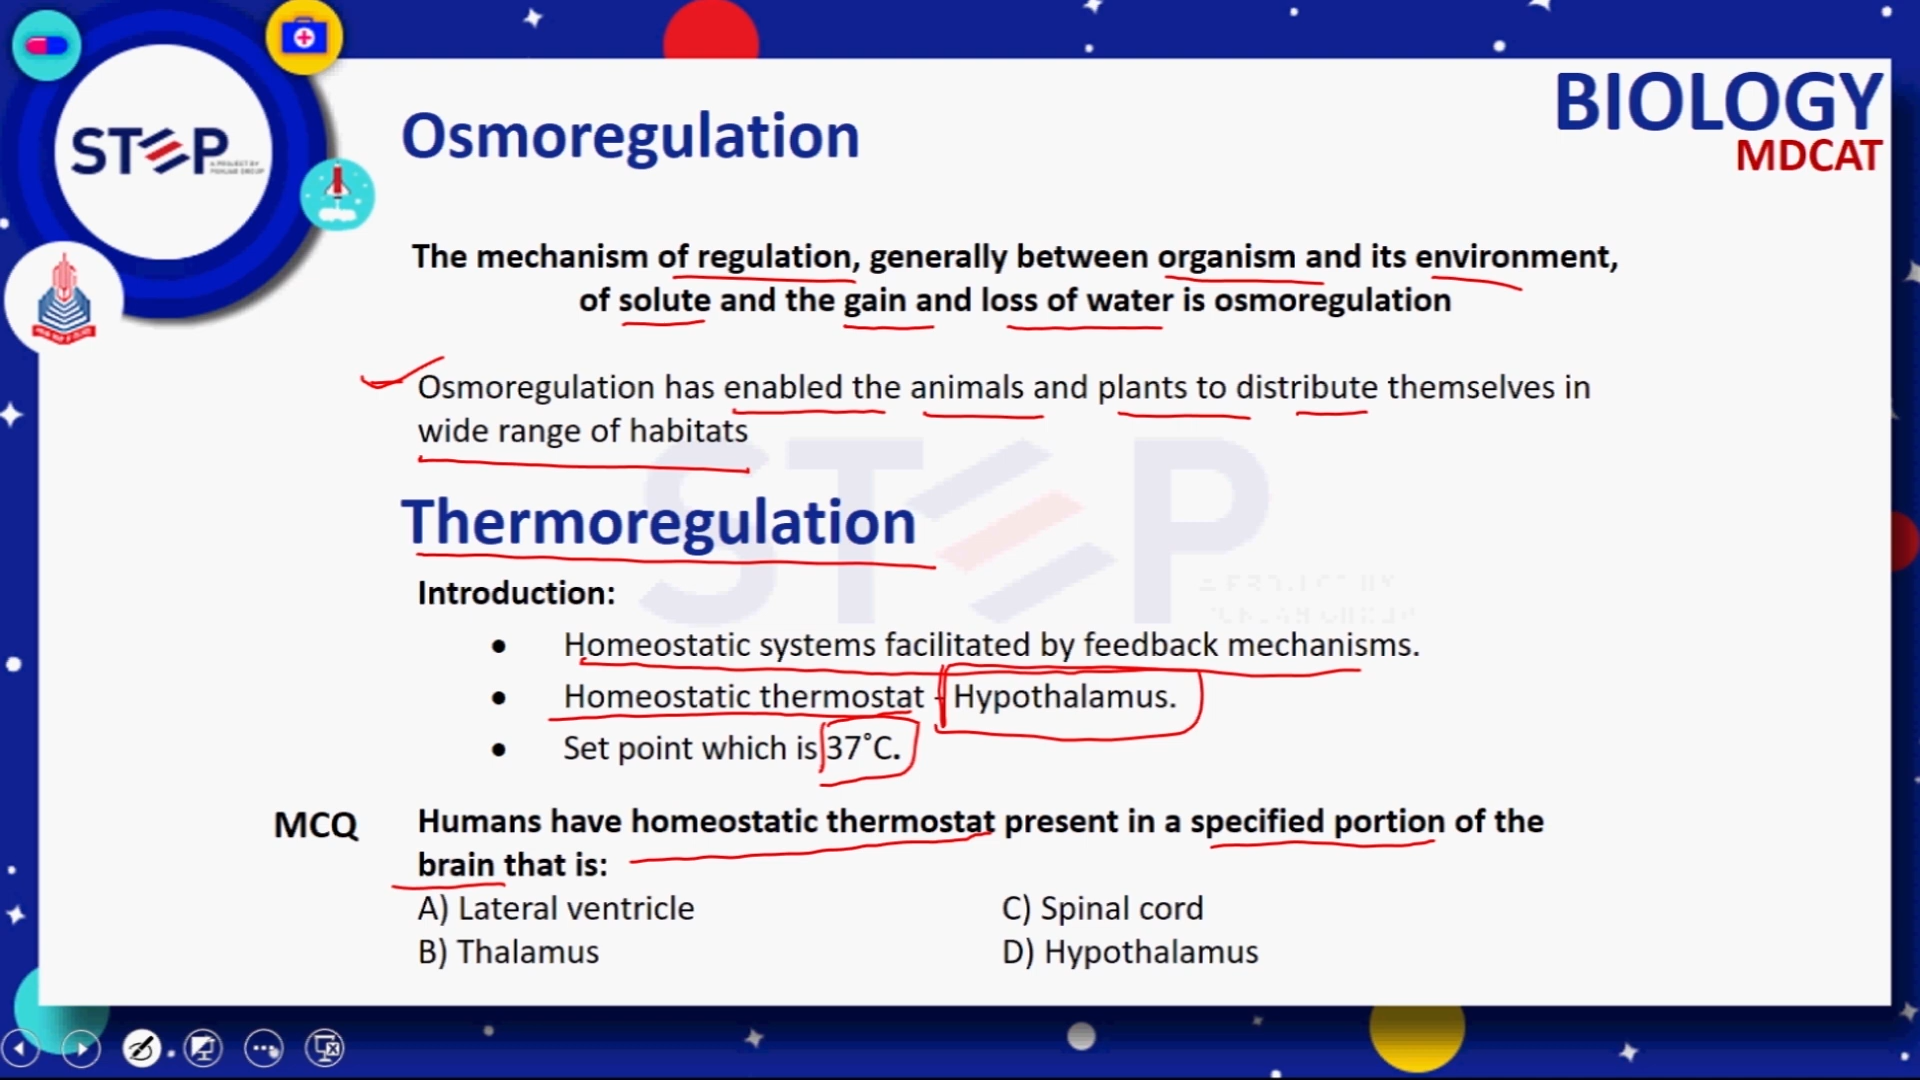 STEP
A PROJECT BY
PUNJAB GROUP
BIOLOGY
MDCAT
Osmoregulation
The mechanism of regulation, generally between organism and its environment,
of solute and the gain and loss of water is osmoregulation
Osmoregulation has enabled the animals and plants to distribute themselves in
wide range of habitats
Thermoregulation
Introduction:
• Homeostatic systems facilitated by feedback mechanisms.
• Homeostatic thermostat - Hypothalamus.
• Set point which is 37˚C.
MCQ Humans have homeostatic thermostat present in a specified portion of the
brain that is:
A) Lateral ventricle C) Spinal cord
B) Thalamus D) Hypothalamus